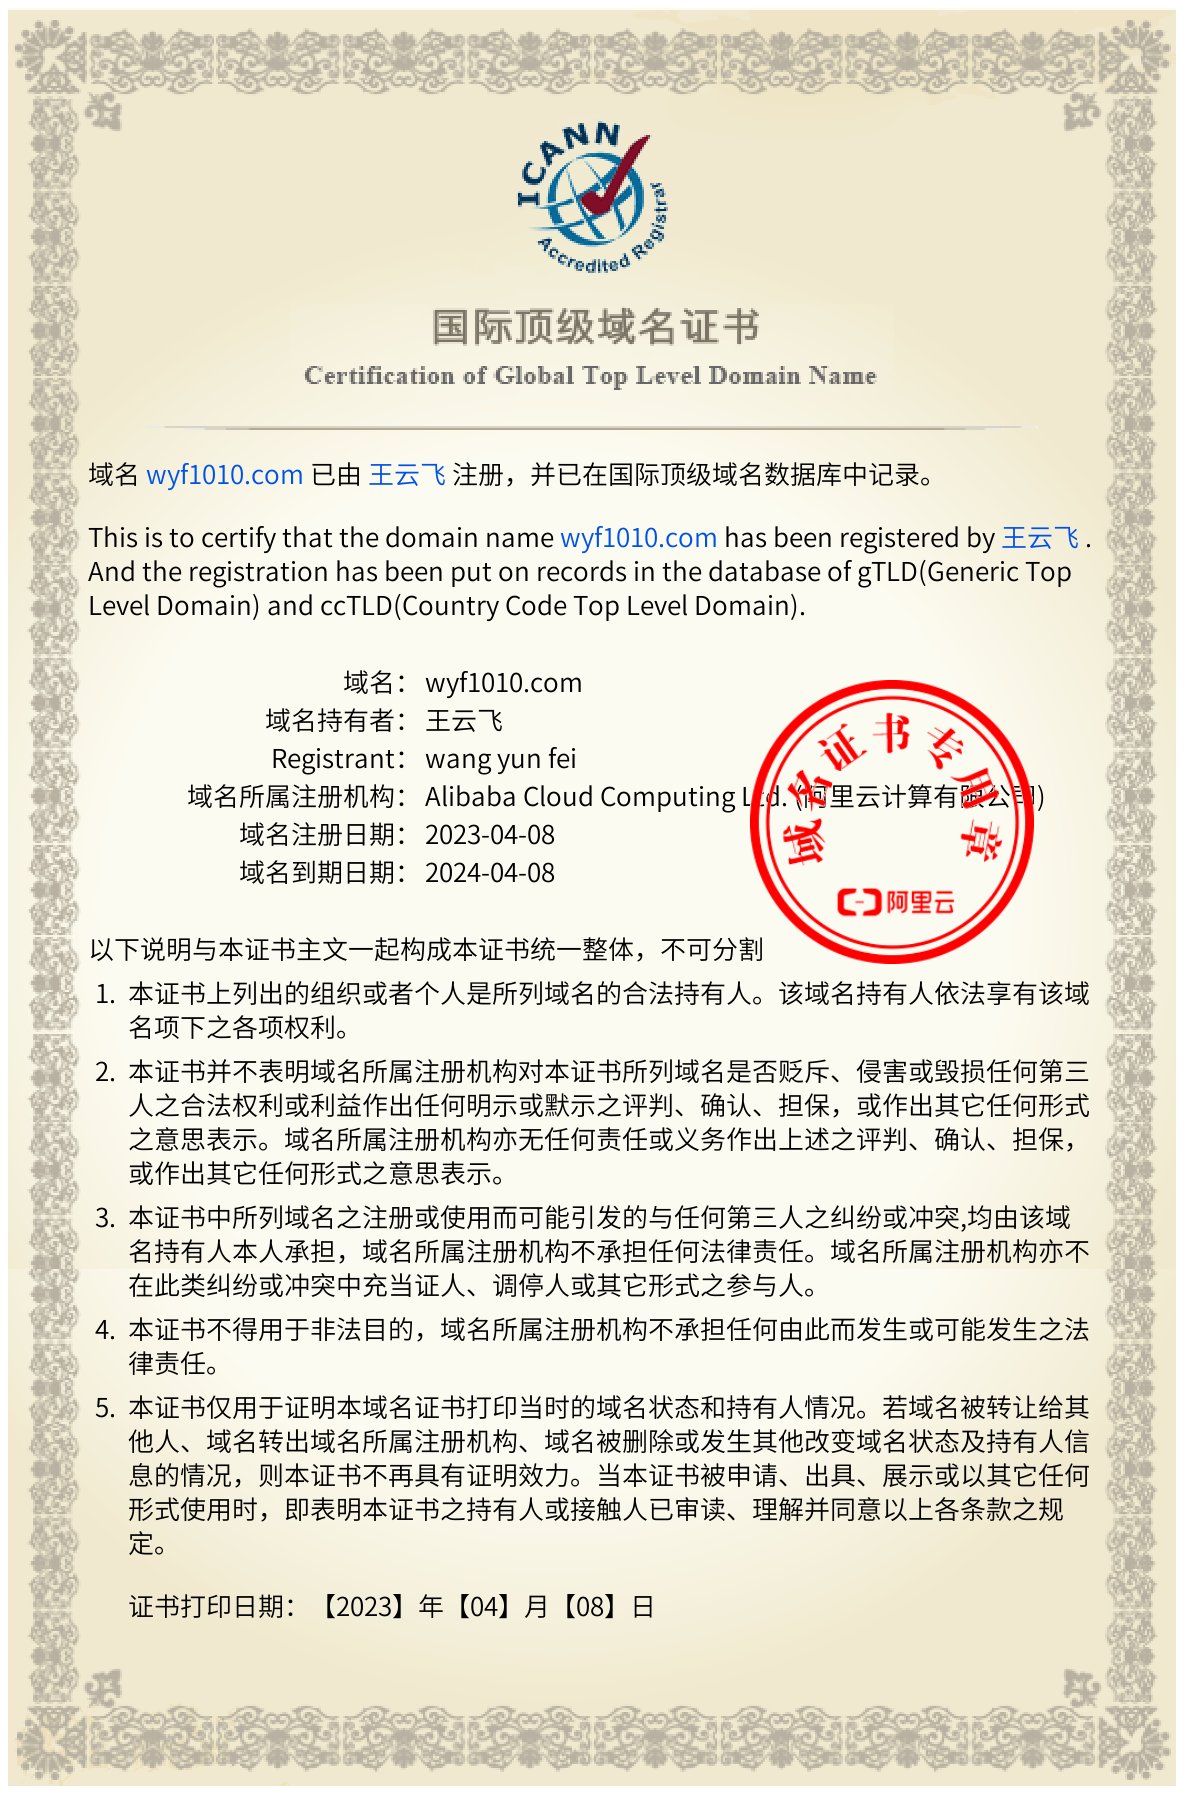 ICANN
Accredited Registrar
国际顶级域名证书
Certification of Global Top Level Domain Name
域名 wyf1010.com 已由 王云飞 注册，并已在国际顶级域名数据库中记录。
This is to certify that the domain name wyf1010.com has been registered by 王云飞 .
And the registration has been put on records in the database of gTLD(Generic Top
Level Domain) and ccTLD(Country Code Top Level Domain).
域名： wyf1010.com
域名持有者： 王云飞
Registrant： wang yun fei
域名所属注册机构： Alibaba Cloud Computing Ltd. (阿里云计算有限公司)
域名注册日期： 2023-04-08
域名到期日期： 2024-04-08
域名证书专用章
阿里云
以下说明与本证书主文一起构成本证书统一整体，不可分割
1. 本证书上列出的组织或者个人是所列域名的合法持有人。该域名持有人依法享有该域
名项下之各项权利。
2. 本证书并不表明域名所属注册机构对本证书所列域名是否贬斥、侵害或毁损任何第三
人之合法权利或利益作出任何明示或默示之评判、确认、担保，或作出其它任何形式
之意思表示。域名所属注册机构亦无任何责任或义务作出上述之评判、确认、担保，
或作出其它任何形式之意思表示。
3. 本证书中所列域名之注册或使用而可能引发的与任何第三人之纠纷或冲突,均由该域
名持有人本人承担，域名所属注册机构不承担任何法律责任。域名所属注册机构亦不
在此类纠纷或冲突中充当证人、调停人或其它形式之参与人。
4. 本证书不得用于非法目的，域名所属注册机构不承担任何由此而发生或可能发生之法
律责任。
5. 本证书仅用于证明本域名证书打印当时的域名状态和持有人情况。若域名被转让给其
他人、域名转出域名所属注册机构、域名被删除或发生其他改变域名状态及持有人信
息的情况，则本证书不再具有证明效力。当本证书被申请、出具、展示或以其它任何
形式使用时，即表明本证书之持有人或接触人已审读、理解并同意以上各条款之规
定。
证书打印日期：【2023】年【04】月【08】日